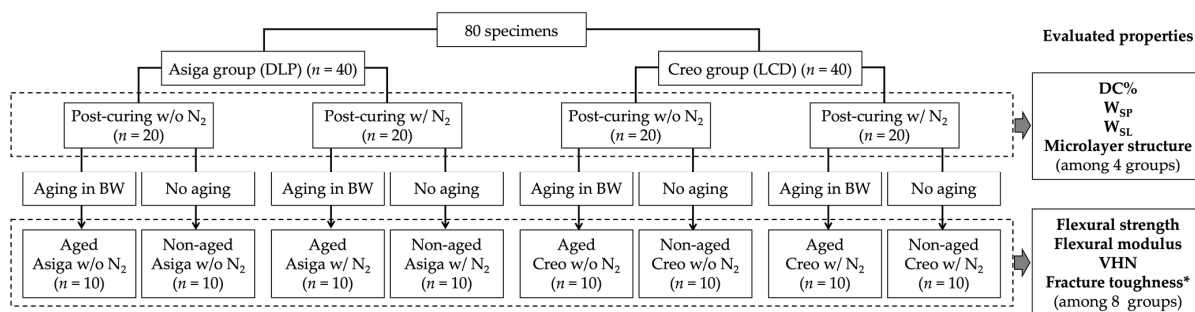 80 specimens
Evaluated properties
Asiga group (DLP) (n = 40)
Creo group (LCD) (n = 40)
Post-curing w/o N₂
(n = 20)
Post-curing w/ N₂
(n = 20)
Post-curing w/o N₂
(n = 20)
Post-curing w/ N₂
(n = 20)
DC%
W_SP
W_SL
Microlayer structure
(among 4 groups)
Aging in BW
No aging
Aging in BW
No aging
Aging in BW
No aging
Aging in BW
No aging
Aged
Asiga w/o N₂
(n = 10)
Non-aged
Asiga w/o N₂
(n = 10)
Aged
Asiga w/ N₂
(n = 10)
Non-aged
Asiga w/ N₂
(n = 10)
Aged
Creo w/o N₂
(n = 10)
Non-aged
Creo w/o N₂
(n = 10)
Aged
Creo w/ N₂
(n = 10)
Non-aged
Creo w/ N₂
(n = 10)
Flexural strength
Flexural modulus
VHN
Fracture toughness*
(among 8 groups)